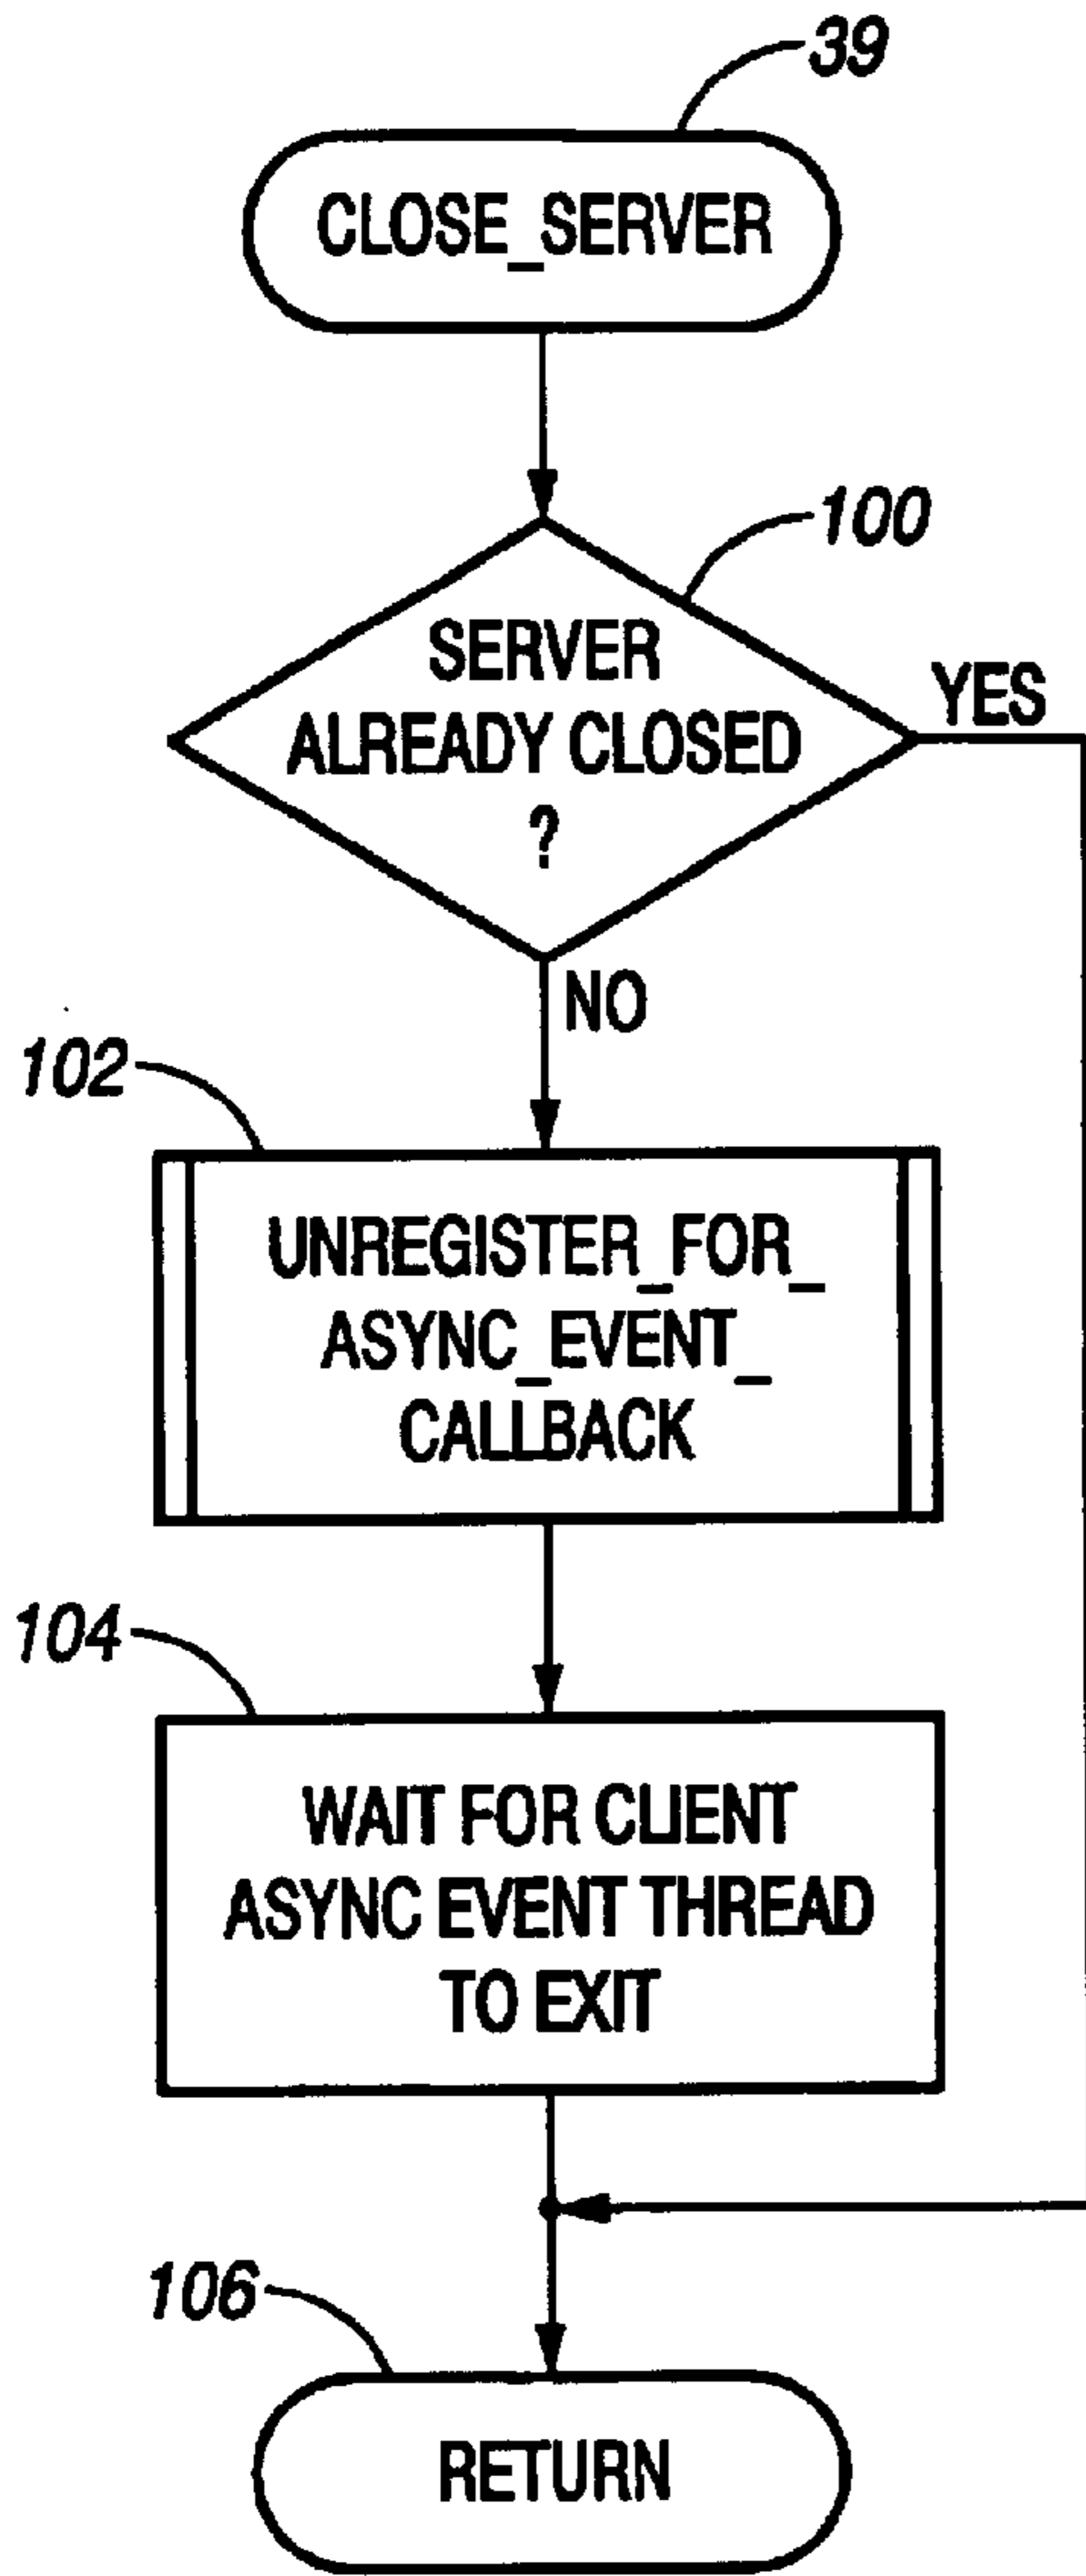 39
CLOSE_SERVER
100
SERVER
ALREADY CLOSED
?
YES
NO
102
UNREGISTER_FOR_
ASYNC_EVENT_
CALLBACK
104
WAIT FOR CLIENT
ASYNC EVENT THREAD
TO EXIT
106
RETURN